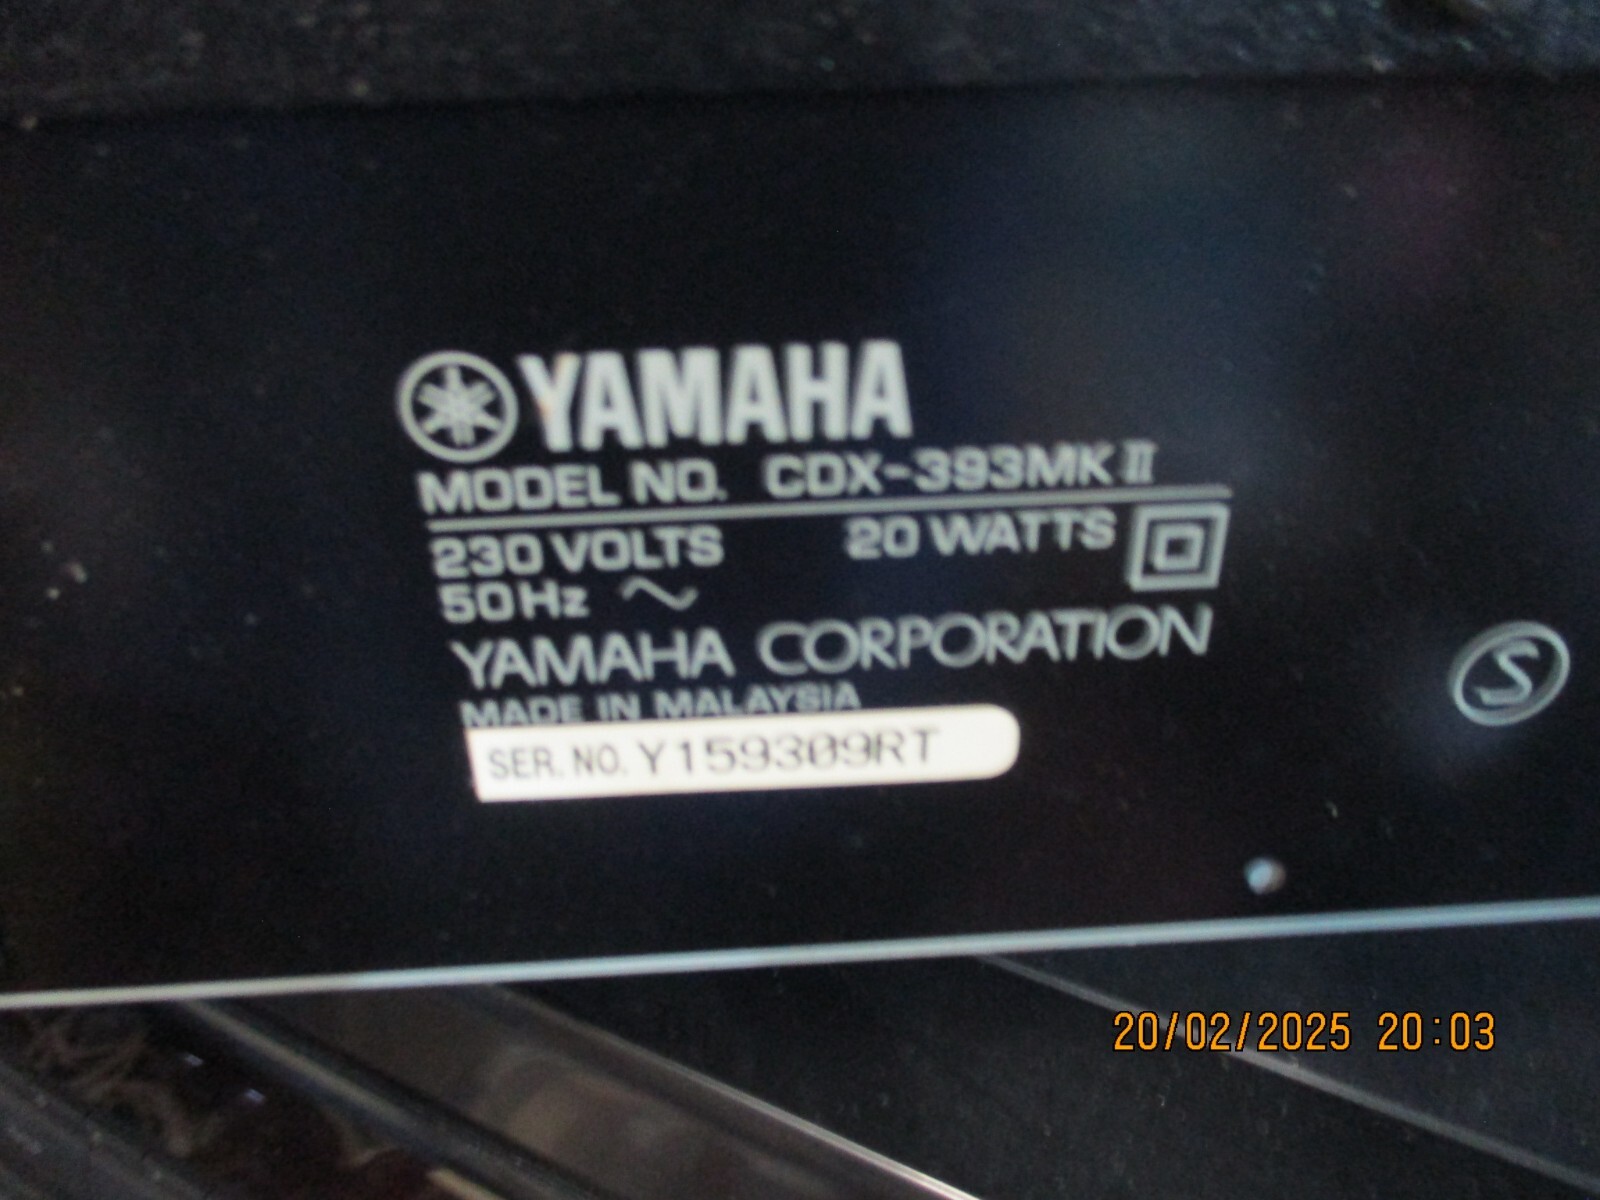 YAMAHA
MODEL NO. CDX-393MK II
230 VOLTS 20 WATTS
50Hz ~
YAMAHA CORPORATION
MADE IN MALAYSIA
SER. NO. Y159309RT
S
20/02/2025 20:03